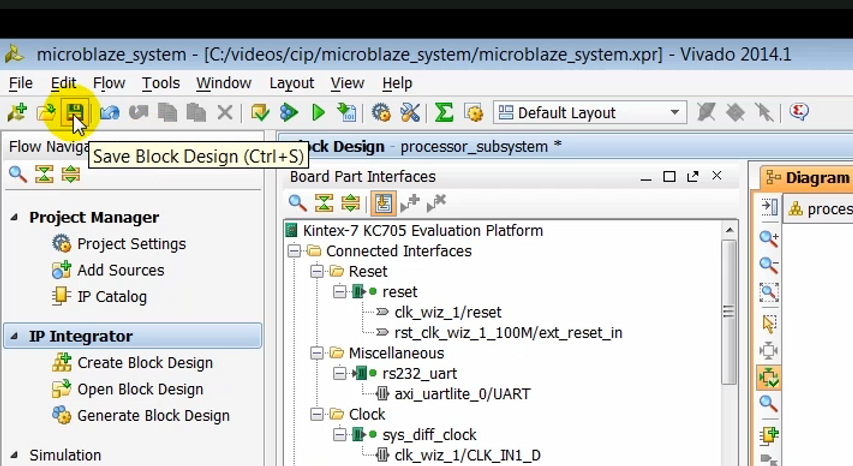 microblaze_system - [C:/videos/cip/microblaze_system/microblaze_system.xpr] - Vivado 2014.1
File Edit Flow Tools Window Layout View Help
Default Layout
Flow Naviga
Save Block Design (Ctrl+S)
lock Design - processor_subsystem *
Board Part Interfaces
Diagram
proces
Project Manager
Project Settings
Add Sources
IP Catalog
IP Integrator
Create Block Design
Open Block Design
Generate Block Design
Simulation
Kintex-7 KC705 Evaluation Platform
Connected Interfaces
Reset
reset
clk_wiz_1/reset
rst_clk_wiz_1_100M/ext_reset_in
Miscellaneous
rs232_uart
axi_uartlite_0/UART
Clock
sys_diff_clock
clk_wiz_1/CLK_IN1_D